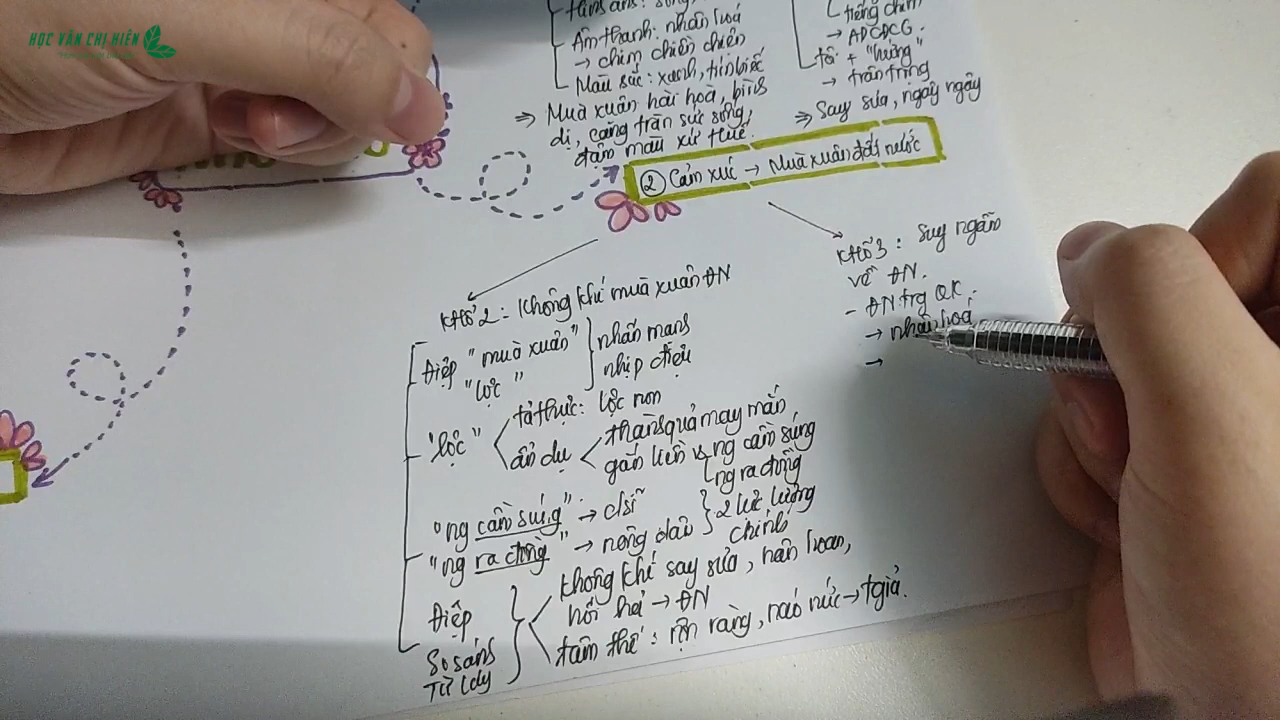 HỌC VĂN CHỊ HIÊN
Âm thanh: nhân hoá
→ chim chiền chiện
Màu sắc: xanh, tím biếc
⇒ Mùa xuân hài hoà, bình
dị, căng tràn sức sống,
đậm màu xứ Huế.
tiếng chim
→ ADCĐCG.
tôi + "hứng"
→ trân trọng
⇒ Say sưa, ngây ngây
② Cảm xúc → Mùa xuân đất nước
Khổ 2: Không khí mùa xuân ĐN
Điệp "mùa xuân"
"lộc"
nhấn mạnh
nhịp điệu
"lộc"
tả thực: lộc non
ẩn dụ
thành quả may mắn
gắn liền vs ng cầm súng
ng ra đồng
"ng cầm súng" → c/sĩ
"ng ra đồng" → nông dân
2 lực lượng
chính
Điệp
So sánh
Từ láy
không khí say sưa, hân hoan,
hối hả → ĐN
tâm thế: rộn ràng, náo nức → tgiả.
Khổ 3: Suy ngẫm
về ĐN.
- ĐN trg QK.
→ nhân hoá
→